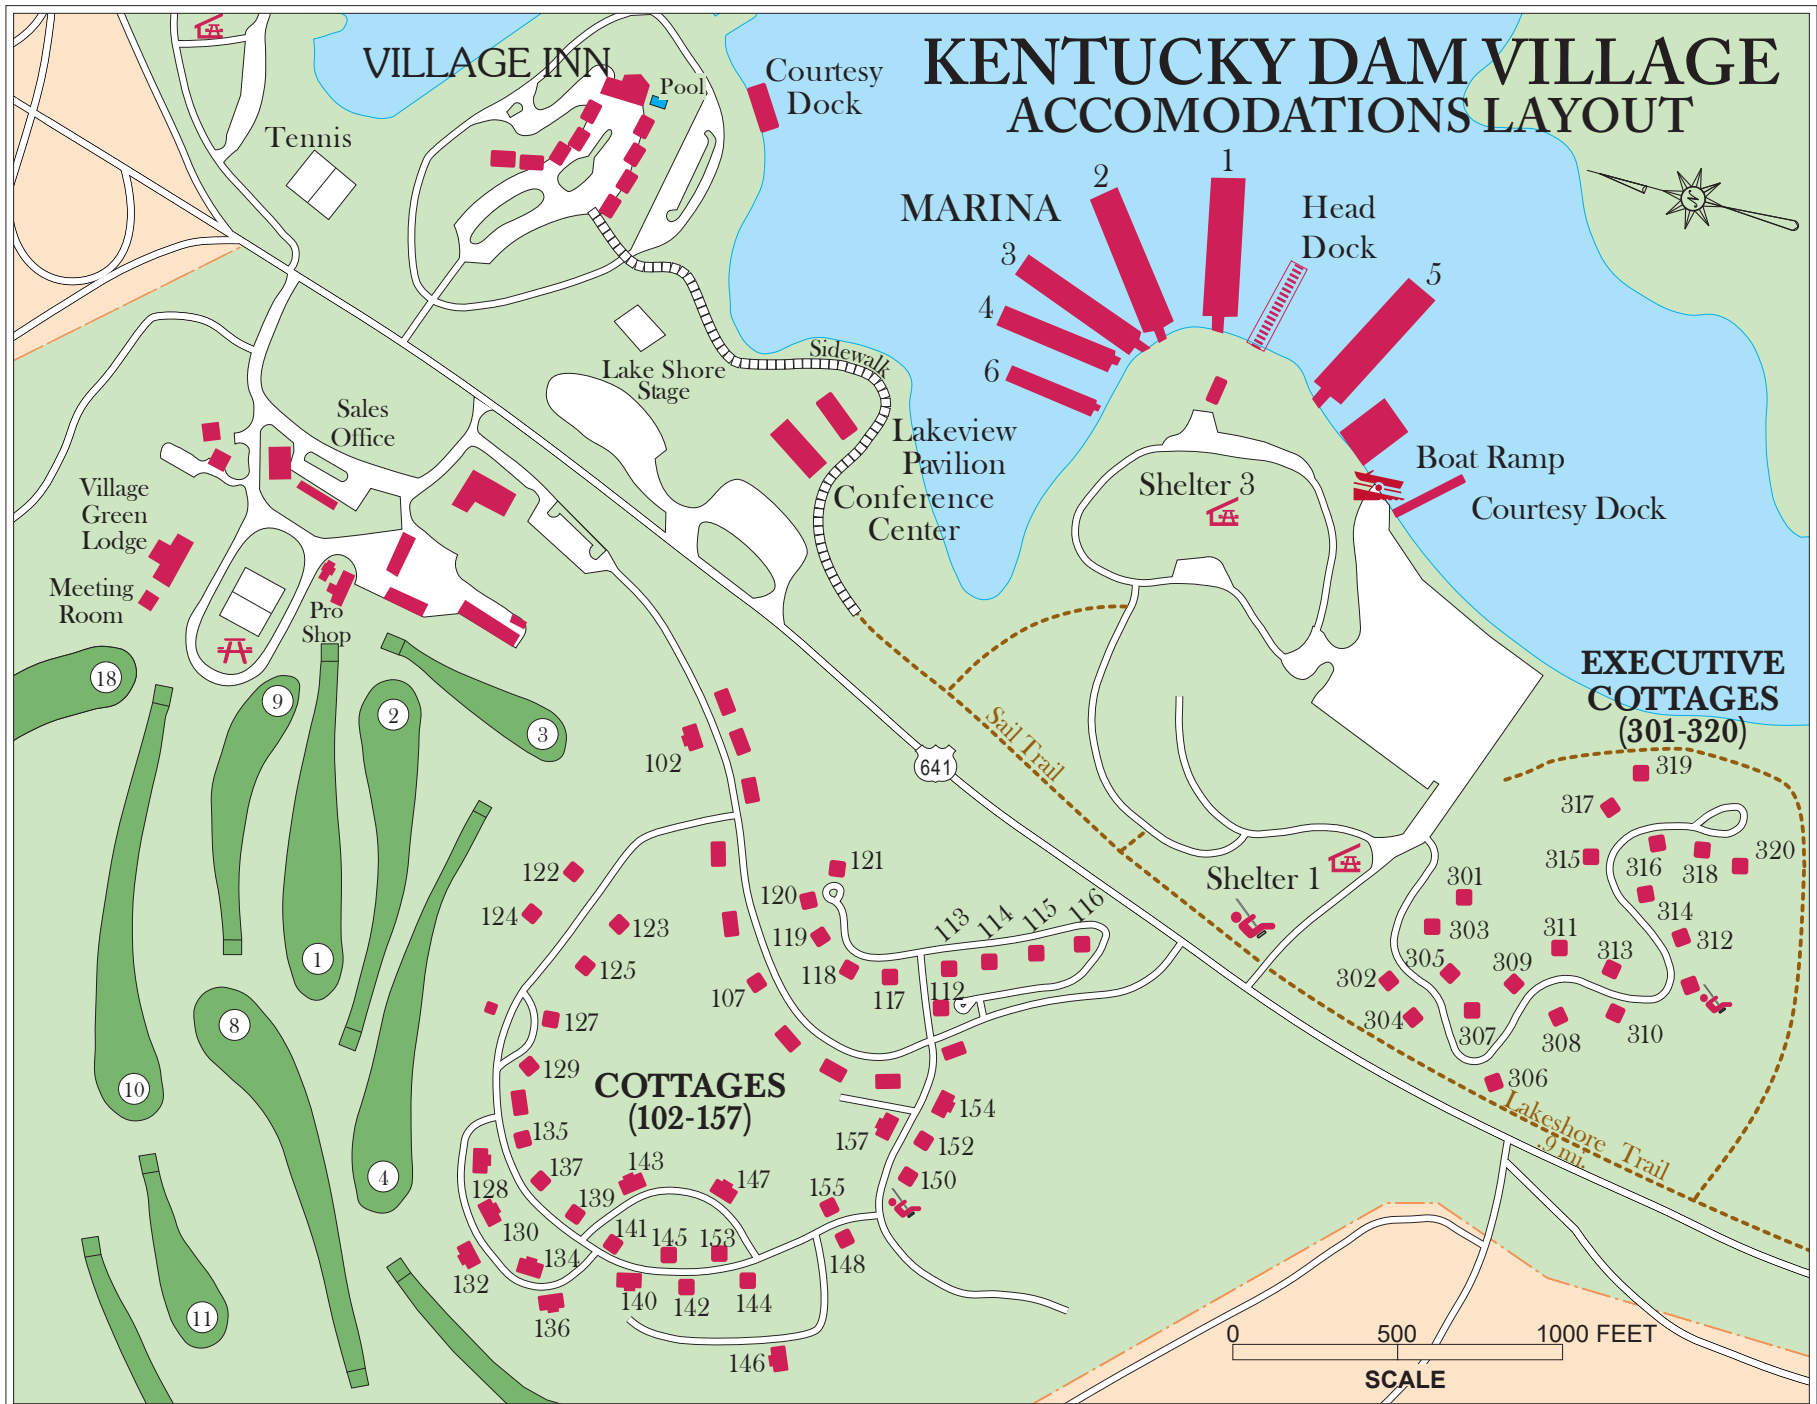 KENTUCKY DAM VILLAGE
ACCOMODATIONS LAYOUT
VILLAGE INN
Pool
Courtesy
Dock
Tennis
MARINA
1
2
3
4
6
5
Head
Dock
N
Sidewalk
Lake Shore
Stage
Lakeview
Pavilion
Conference
Center
Sales
Office
Village
Green
Lodge
Meeting
Room
Pro
Shop
Shelter 3
Boat Ramp
Courtesy Dock
EXECUTIVE
COTTAGES
(301-320)
18
9
2
3
1
8
10
4
11
641
Sail Trail
Shelter 1
102
121
120
119
118
117
113
114
115
116
112
107
122
124
123
125
127
129
COTTAGES
(102-157)
135
137
139
143
147
128
130
132
134
136
141
145
153
140
142
144
146
148
155
157
154
152
150
319
317
315
316
318
320
314
312
301
303
305
302
304
311
313
309
307
308
310
306
Lakeshore Trail
.9 mi.
0 500 1000 FEET
SCALE